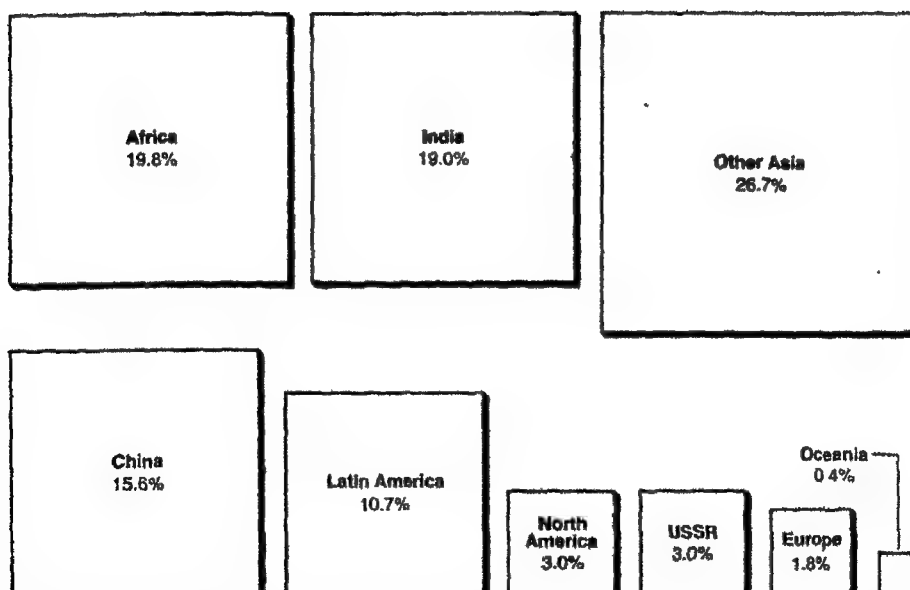 Africa
19.8%
India
19.0%
Other Asia
26.7%
China
15.6%
Latin America
10.7%
North
America
3.0%
USSR
3.0%
Europe
1.8%
Oceania
0.4%